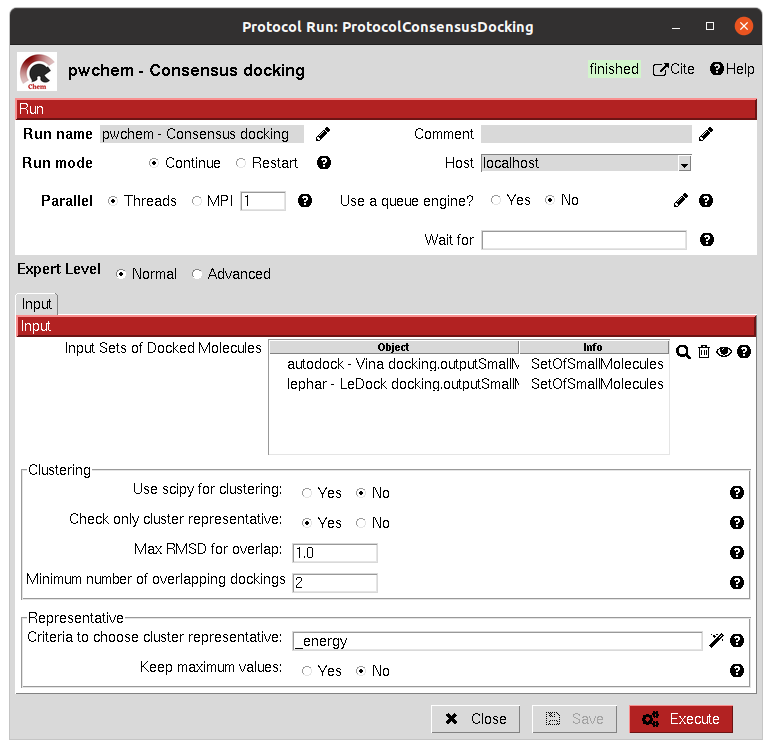 Protocol Run: ProtocolConsensusDocking
Chem
pwchem - Consensus docking
finished Cite Help
Run
Run name pwchem - Consensus docking Comment
Run mode Continue Restart Host localhost
Parallel Threads MPI 1 Use a queue engine? Yes No
Wait for
Expert Level Normal Advanced
Input
Input
Input Sets of Docked Molecules Object Info
autodock - Vina docking.outputSmallM SetOfSmallMolecules
lephar - LeDock docking.outputSmallM SetOfSmallMolecules
Clustering
Use scipy for clustering: Yes No
Check only cluster representative: Yes No
Max RMSD for overlap: 1.0
Minimum number of overlapping dockings 2
Representative
Criteria to choose cluster representative: _energy
Keep maximum values: Yes No
Close Save Execute